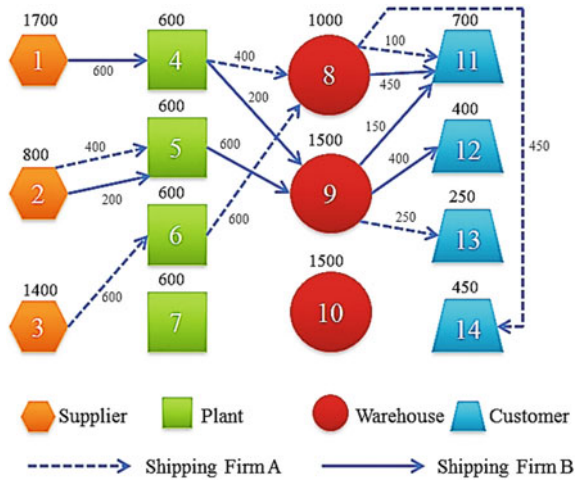 1700 600 1000 700
1 600 4 400 8 100 11
200 450
600 1500 150 400
800 400 5 600 9 400 12 450
2 200
600 250
6 600 250 13
1400 600 600 1500 450
3 7 10 14
Supplier Plant Warehouse Customer
Shipping Firm A Shipping Firm B